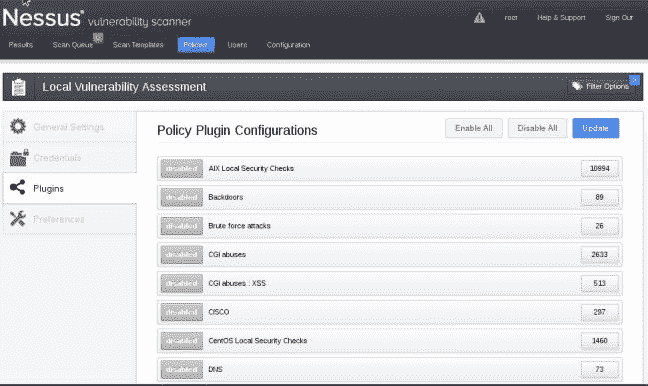 Nessus vulnerability scanner
root Help & Support Sign Out
Results Scan Queue Scan Templates Policies Users Configuration
Local Vulnerability Assessment Filter Options
General Settings
Credentials
Plugins
Preferences
Policy Plugin Configurations Enable All Disable All Update
disabled AIX Local Security Checks 10994
disabled Backdoors 89
disabled Brute force attacks 26
disabled CGI abuses 2633
disabled CGI abuses : XSS 513
disabled CISCO 297
disabled CentOS Local Security Checks 1460
disabled DNS 73